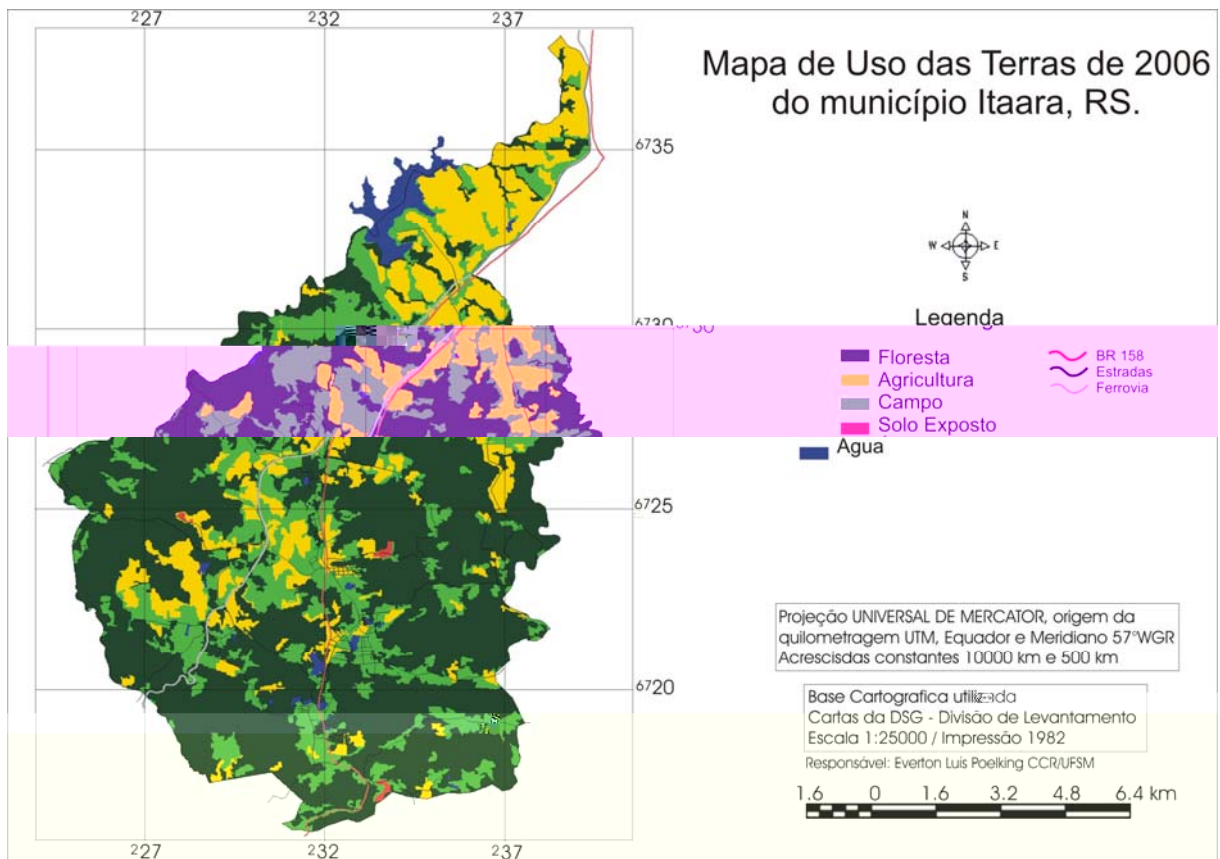 227
232
237
Mapa de Uso das Terras de 2006
do município Itaara, RS.
6735
N
W E
S
6730
Legenda
Floresta
Agricultura
Campo
Solo Exposto
Água
BR 158
Estradas
Ferrovia
6725
Projeção UNIVERSAL DE MERCATOR, origem da
quilometragem UTM, Equador e Meridiano 57°WGR
Acrescisdas constantes 10000 km e 500 km
6720
Base Cartografica
Cartas da DSG - Divisão de Levantamento
Escala 1:25000 / Impressão 1982
Responsável: Everton Luís Poelking CCR/UFSM
1.6 0 1.6 3.2 4.8 6.4 km
227
232
237